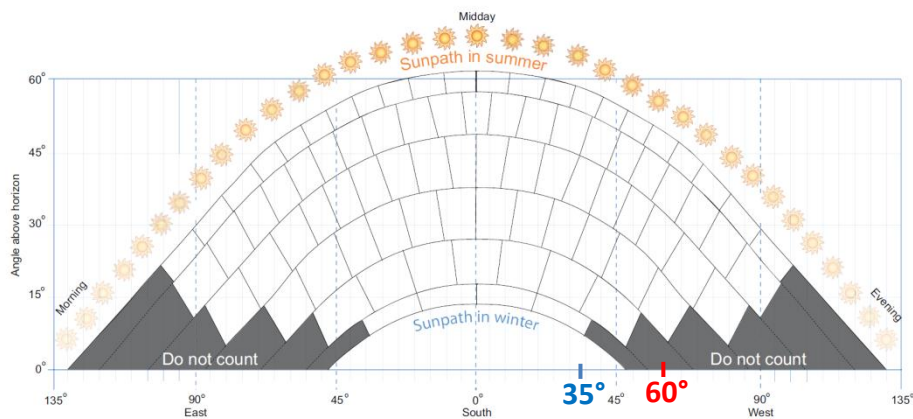 Midday
Sunpath in summer
60°
45°
30°
15°
0°
Angle above horizon
Morning
Evening
Sunpath in winter
Do not count
Do not count
35°
60°
135°
90°
45°
0°
45°
90°
135°
East
South
West